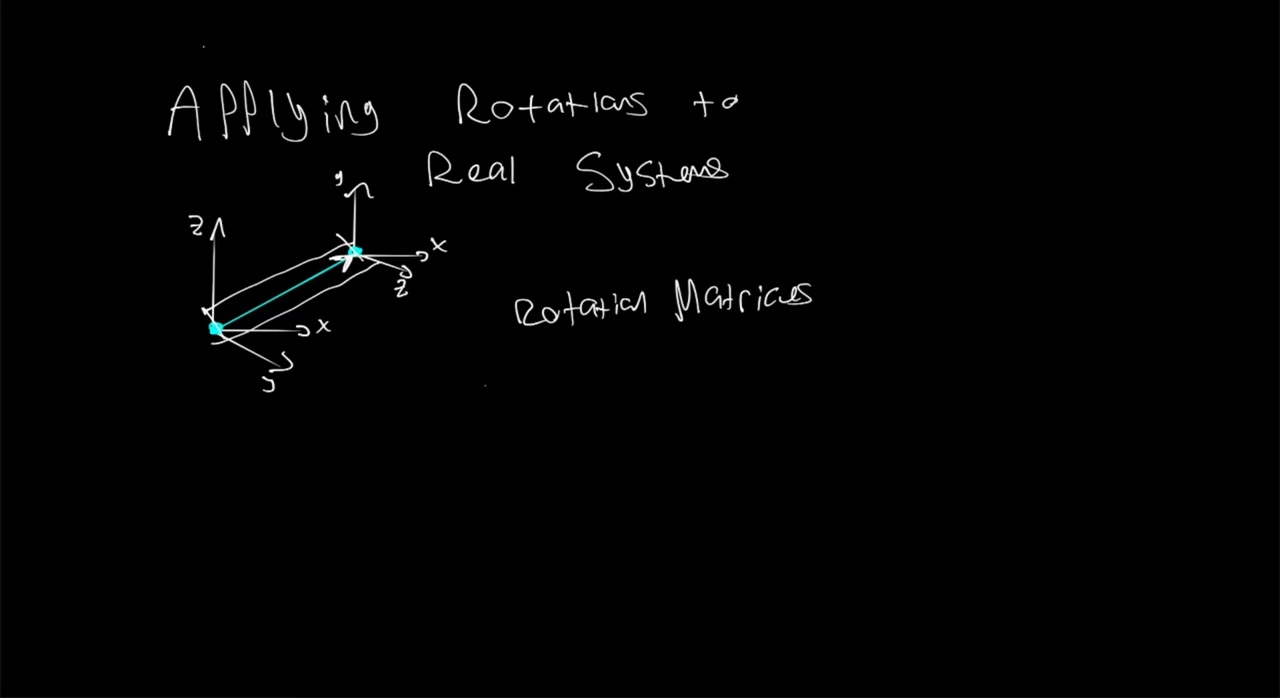 Applying Rotations to
Real Systems
y
z
x
z
x
y
Rotation Matrices